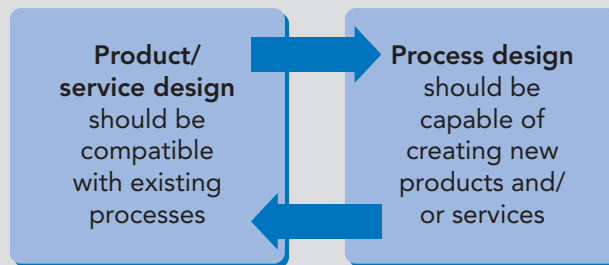 Product/
service design
should be
compatible
with existing
processes
Process design
should be
capable of
creating new
products and/
or services